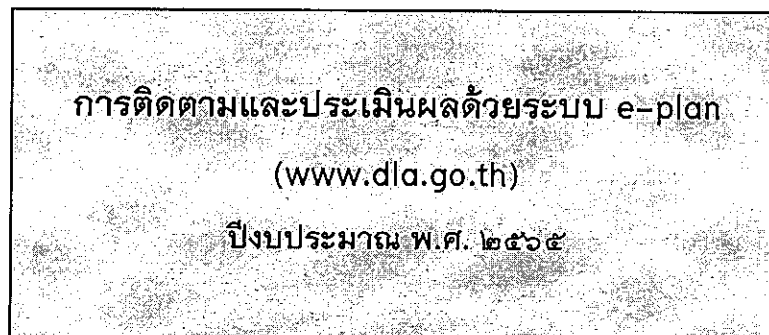 การติดตามและประเมินผลด้วยระบบ e-plan
(www.dla.go.th)
ปีงบประมาณ พ.ศ. ๒๕๖๕